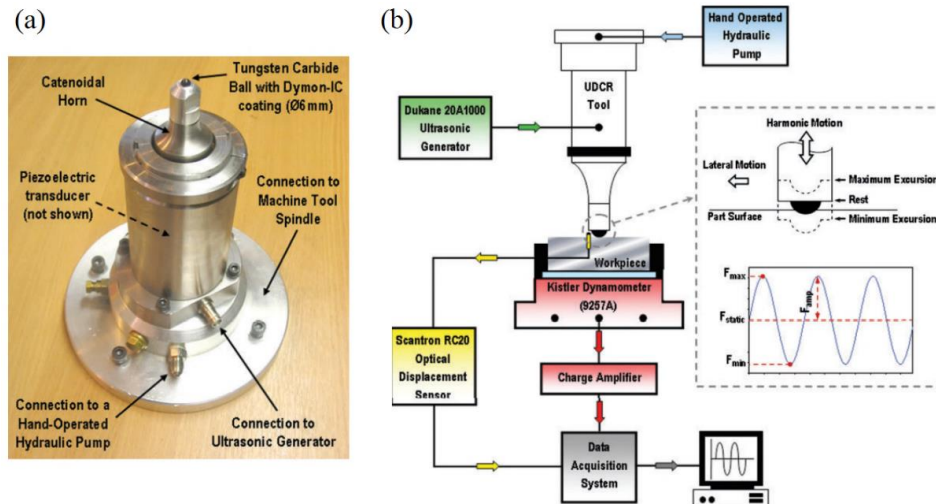 (a)
Catenoidal
Horn
Tungsten Carbide
Ball with Dymon-IC
coating (Ø6mm)
Piezoelectric
transducer
(not shown)
Connection to
Machine Tool
Spindle
Connection to a
Hand-Operated
Hydraulic Pump
Connection to
Ultrasonic Generator
(b)
Hand Operated
Hydraulic
Pump
UDCR
Tool
Dukane 20A1000
Ultrasonic
Generator
Workpiece
Kistler Dynamometer
(9257A)
Scantron RC20
Optical
Displacement
Sensor
Charge Amplifier
Data
Acquisition
System
Harmonic Motion
Lateral Motion
Maximum Excursion
Rest
Part Surface
Minimum Excursion
Fmax
Famp
Fstatic
Fmin